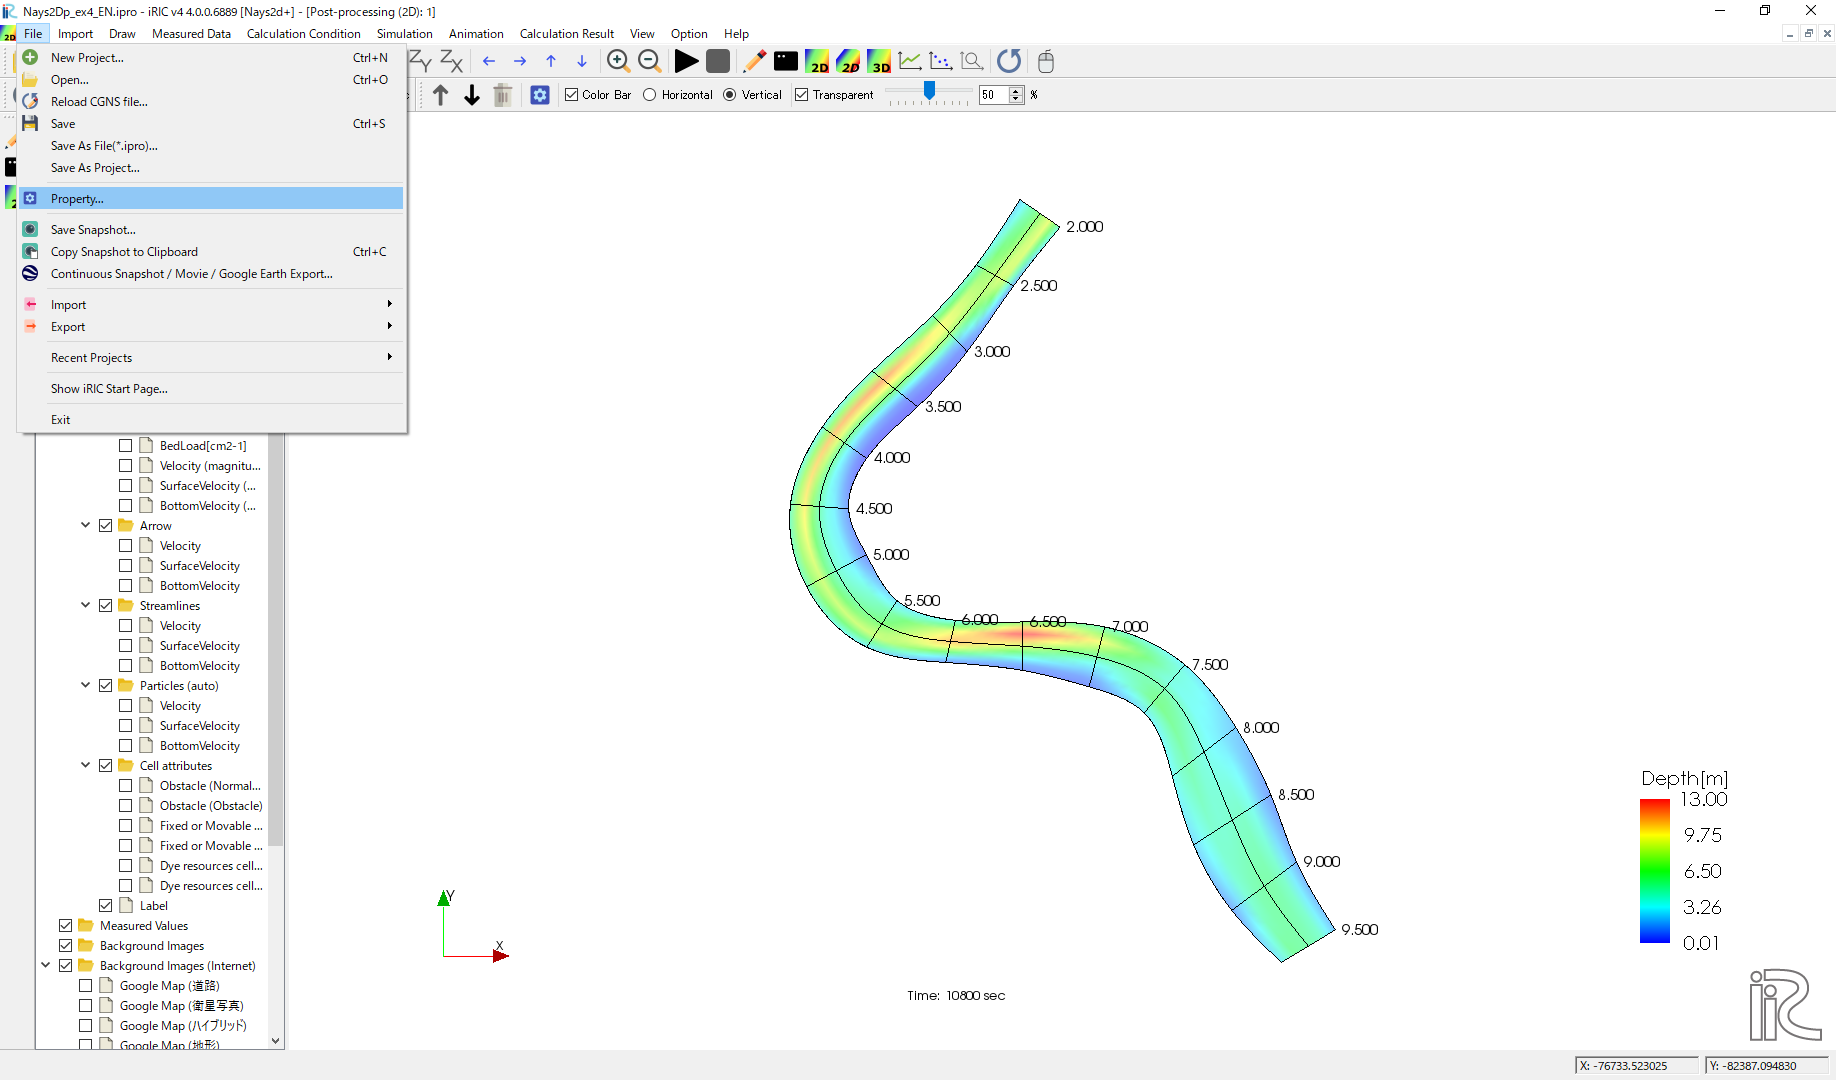 Nays2Dp_ex4_EN.ipro - iRIC v4 4.0.0.6889 [Nays2d+] - [Post-processing (2D): 1]
File Import Draw Measured Data Calculation Condition Simulation Animation Calculation Result View Option Help
New Project... Ctrl+N
Open... Ctrl+O
Reload CGNS file...
Save Ctrl+S
Save As File(*.ipro)...
Save As Project...
Property...
Save Snapshot...
Copy Snapshot to Clipboard Ctrl+C
Continuous Snapshot / Movie / Google Earth Export...
Import
Export
Recent Projects
Show iRIC Start Page...
Exit
ZY ZX 2D 2D 3D
Color Bar Horizontal Vertical Transparent 50 %
BedLoad[cm2-1]
Velocity (magnitu...
SurfaceVelocity (...
BottomVelocity (...
Arrow
Velocity
SurfaceVelocity
BottomVelocity
Streamlines
Velocity
SurfaceVelocity
BottomVelocity
Particles (auto)
Velocity
SurfaceVelocity
BottomVelocity
Cell attributes
Obstacle (Normal...
Obstacle (Obstacle)
Fixed or Movable ...
Fixed or Movable ...
Dye resources cell...
Dye resources cell...
Label
Measured Values
Background Images
Background Images (Internet)
Google Map (道路)
Google Map (衛星写真)
Google Map (ハイブリッド)
Google Map (地形)
2.000
2.500
3.000
3.500
4.000
4.500
5.000
5.500
6.000
6.500
7.000
7.500
8.000
8.500
9.000
9.500
Depth[m]
13.00
9.75
6.50
3.26
0.01
Y
X
Time: 10800 sec
iRIC
X: -76733.523025
Y: -82387.094830